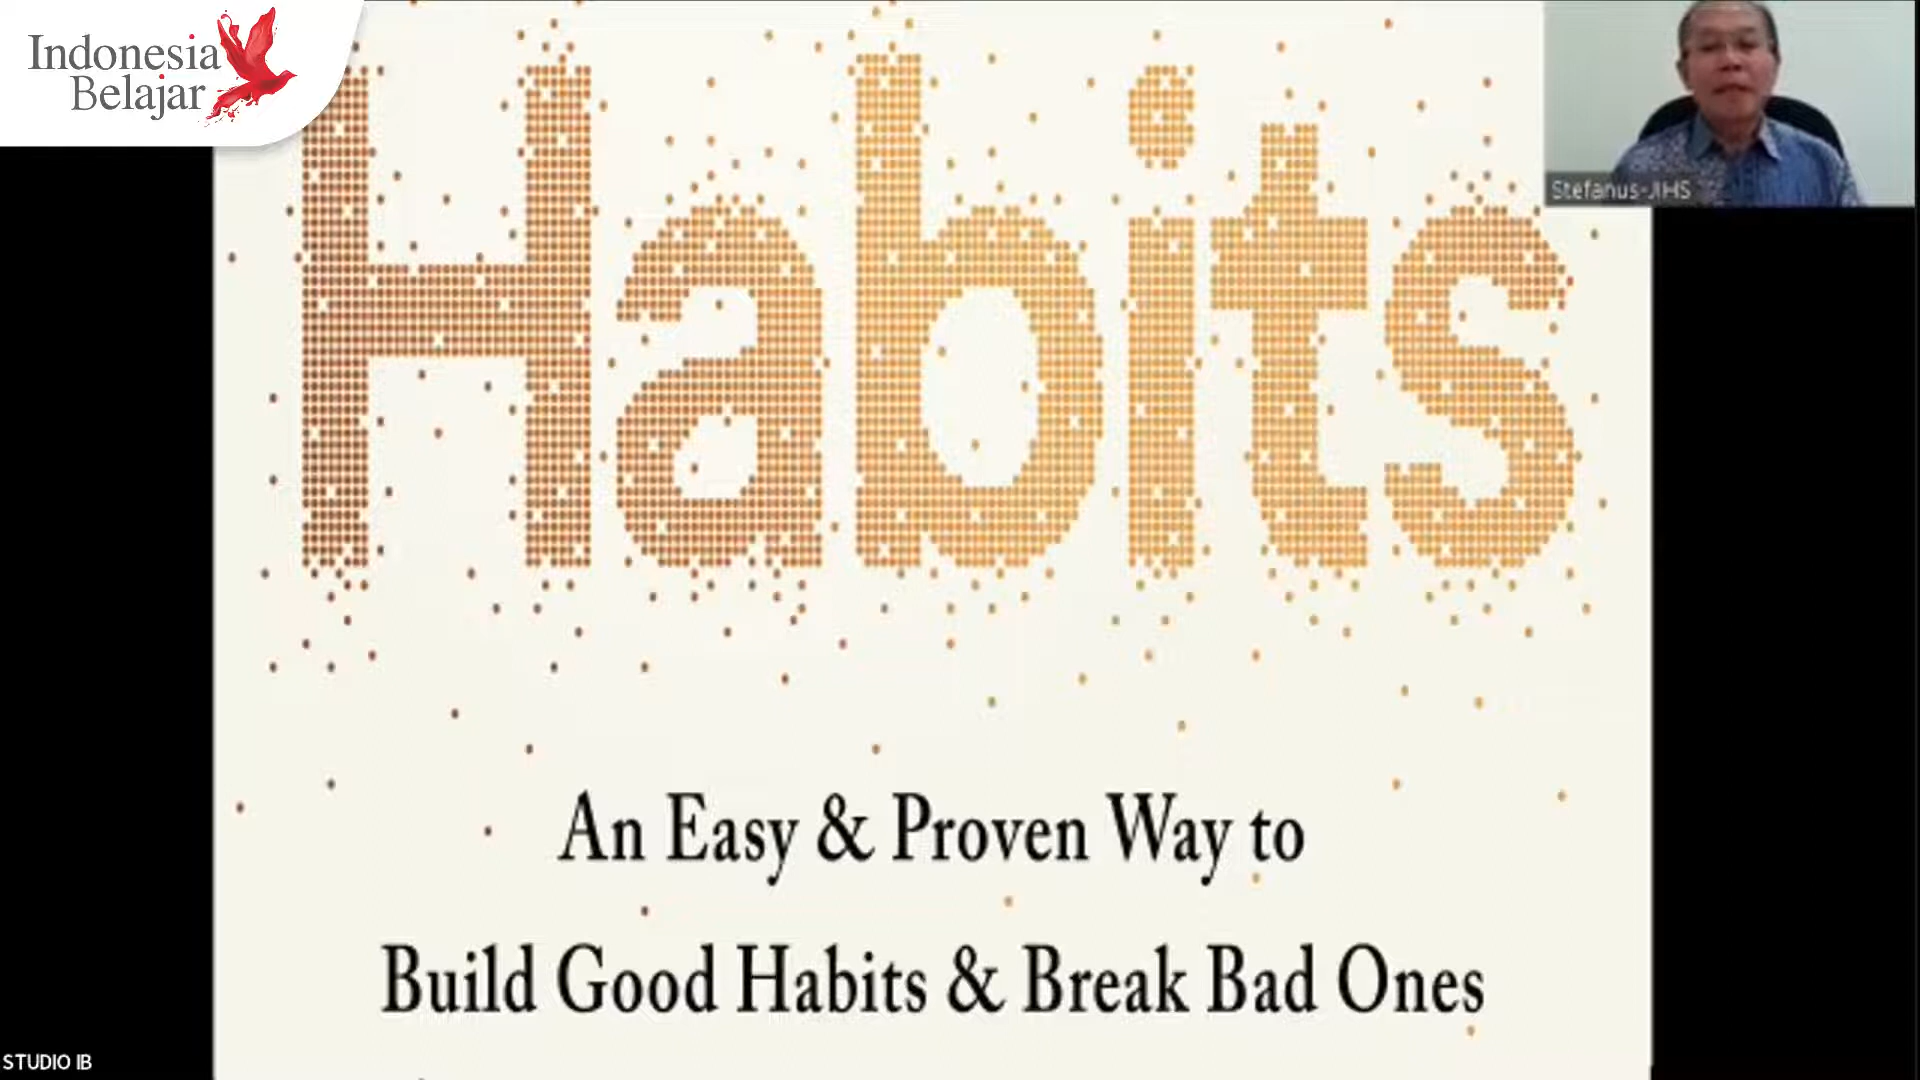 Indonesia
Belajar
Habits
Stefanus-JIHS
An Easy & Proven Way to
Build Good Habits & Break Bad Ones
STUDIO IB